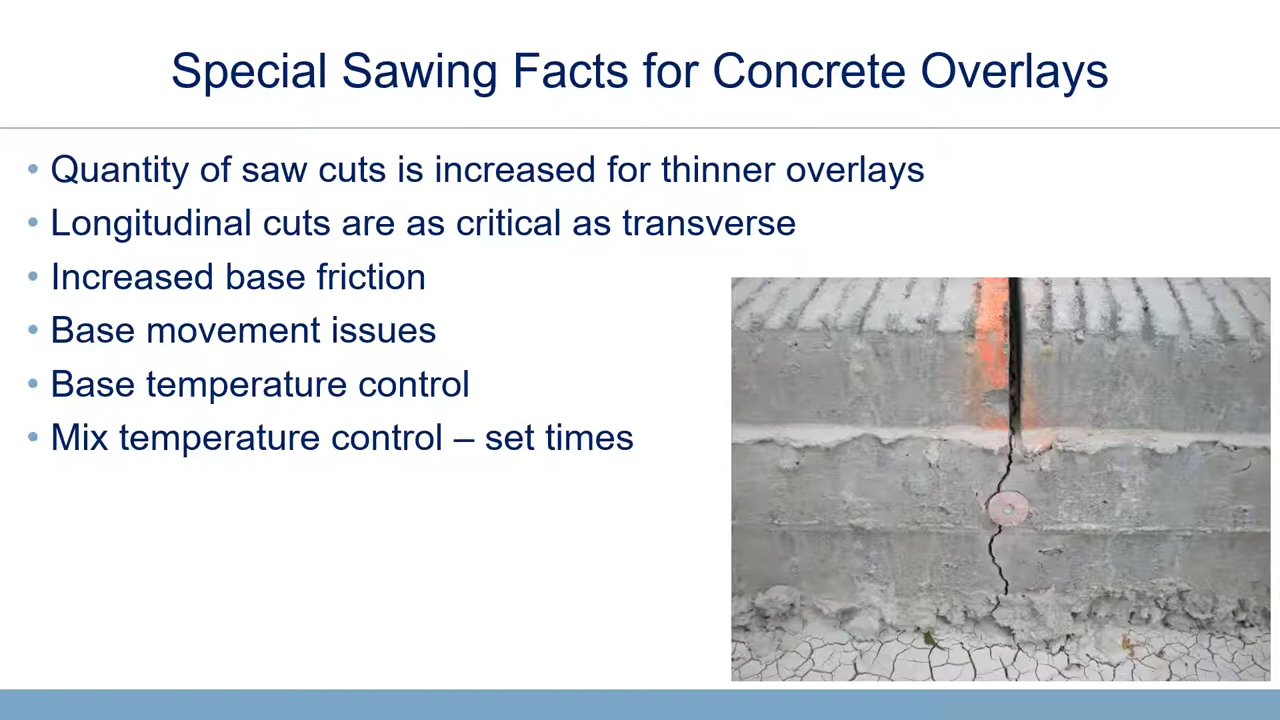 Special Sawing Facts for Concrete Overlays
• Quantity of saw cuts is increased for thinner overlays
• Longitudinal cuts are as critical as transverse
• Increased base friction
• Base movement issues
• Base temperature control
• Mix temperature control – set times